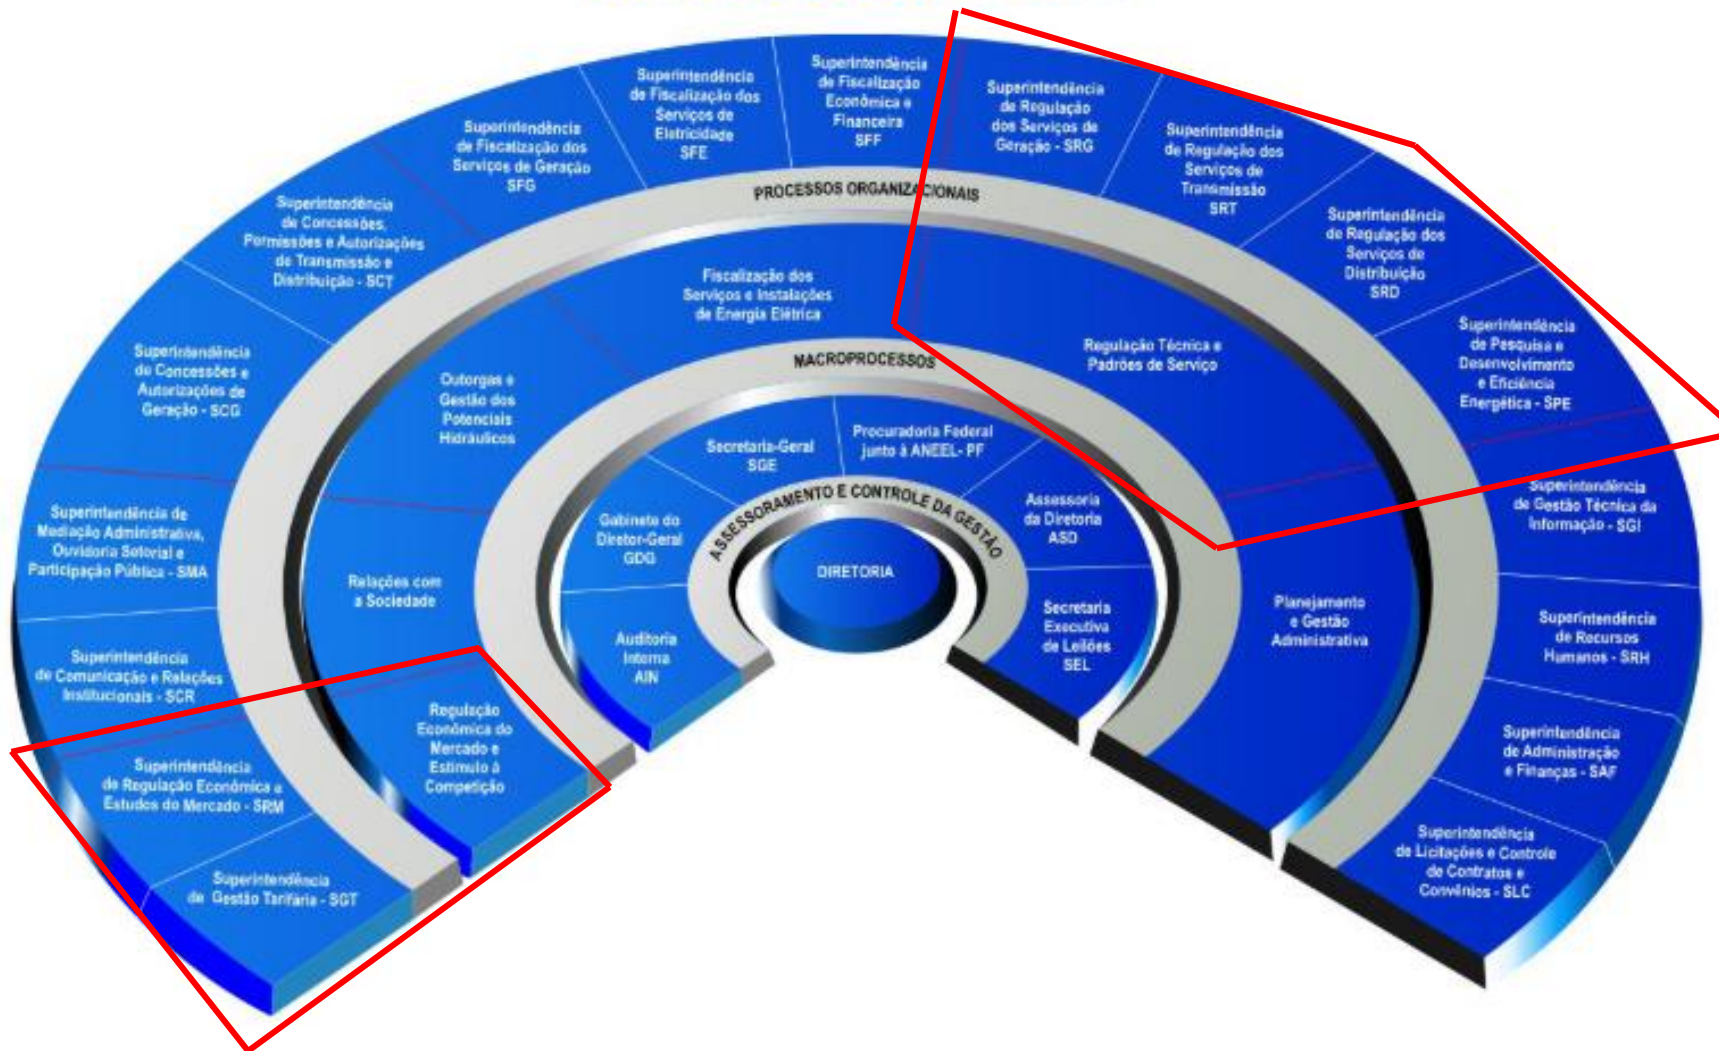 Superintendência
de Fiscalização
Econômica e
Financeira
SFF
Superintendência
de Fiscalização dos
Serviços de
Eletricidade
SFE
Superintendência
de Regulação
dos Serviços de
Geração - SRG
Superintendência
de Fiscalização dos
Serviços de Geração
SFG
Superintendência
de Regulação dos
Serviços de
Transmissão
SRT
PROCESSOS ORGANIZACIONAIS
Superintendência
de Concessões,
Permissões e Autorizações
de Transmissão e
Distribuição - SCT
Superintendência
de Regulação dos
Serviços de
Distribuição
SRD
Fiscalização dos
Serviços e Instalações
de Energia Elétrica
Superintendência
de Pesquisa e
Desenvolvimento
e Eficiência
Energética - SPE
Regulação Técnica e
Padrões de Serviço
Superintendência
de Concessões e
Autorizações de
Geração - SCG
MACROPROCESSOS
Outorgas e
Gestão dos
Potenciais
Hidráulicos
Secretaria-Geral
SGE
Procuradoria Federal
junto à ANEEL- PF
Superintendência
de Gestão Técnica da
Informação - SGI
ASSESSORAMENTO E CONTROLE DA GESTÃO
Assessoria
da Diretoria
ASD
Superintendência de
Mediação Administrativa,
Ouvidoria Setorial e
Participação Pública - SMA
Gabinete do
Diretor-Geral
GDG
DIRETORIA
Relações com
a Sociedade
Planejamento
e Gestão
Administrativa
Secretaria
Executiva
de Leilões
SEL
Superintendência
de Recursos
Humanos - SRH
Auditoria
Interna
AIN
Superintendência
de Comunicação e Relações
Institucionais - SCR
Regulação
Econômica do
Mercado e
Estímulo à
Competição
Superintendência
de Administração
e Finanças - SAF
Superintendência
de Regulação Econômica e
Estudos do Mercado - SRM
Superintendência
de Licitações e Controle
de Contratos e
Convênios - SLC
Superintendência
de Gestão Tarifária - SGT